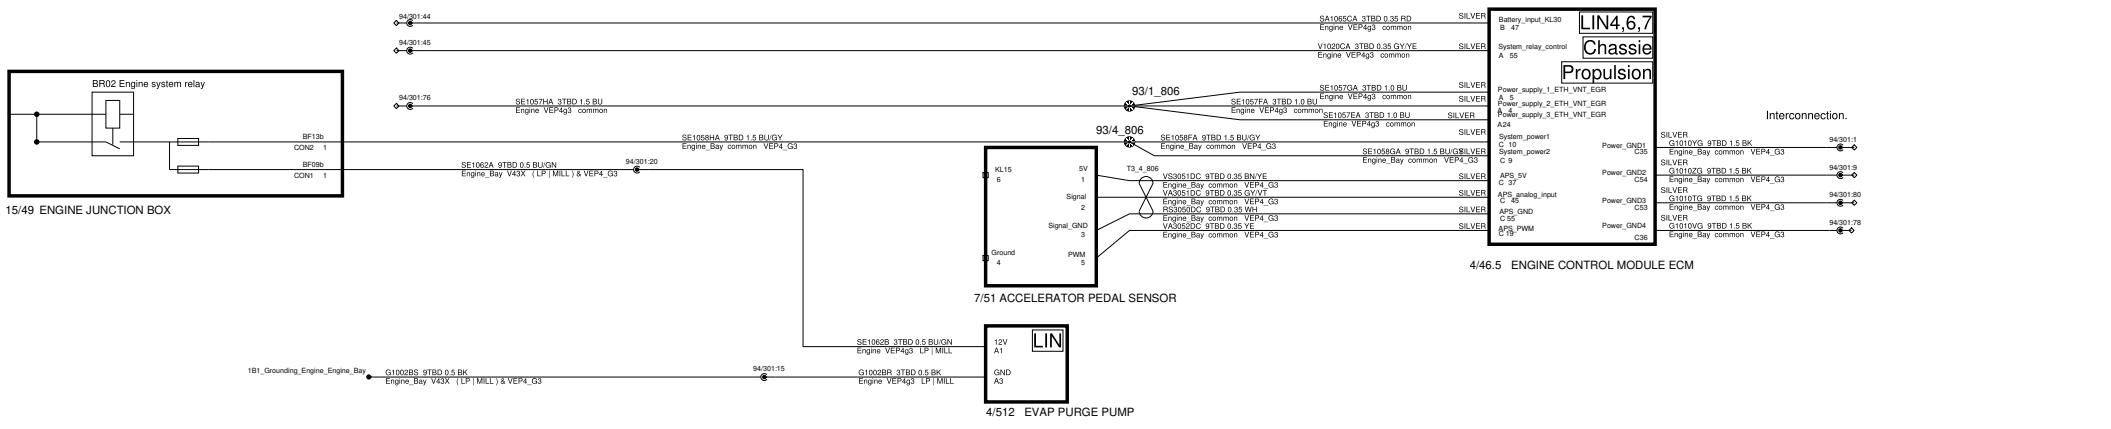 94/301:44
SA1065CA 3TBD 0.35 RD
Engine VEP4g3 common
SILVER
Battery_input_KL30
B 47
LIN4,6,7
94/301:45
V1020CA 3TBD 0.35 GY/YE
Engine VEP4g3 common
SILVER
System_relay_control
A 55
Chassie
Propulsion
BR02 Engine system relay
94/301:76
SE1057HA 3TBD 1.5 BU
Engine VEP4g3 common
93/1_806
SE1057GA 3TBD 1.0 BU
Engine VEP4g3 common
SILVER
Power_supply_1_ETH_VNT_EGR
A 5
SE1057FA 3TBD 1.0 BU
Engine VEP4g3 common
SILVER
Power_supply_2_ETH_VNT_EGR
A 4
SE1057EA 3TBD 1.0 BU
Engine VEP4g3 common
SILVER
Power_supply_3_ETH_VNT_EGR
A24
Interconnection.
BF13b
CON2 1
SE1058HA 9TBD 1.5 BU/GY
Engine_Bay common VEP4_G3
93/4_806
SE1058FA 9TBD 1.5 BU/GY
Engine_Bay common VEP4_G3
SILVER
System_power1
C 10
SE1058GA 9TBD 1.5 BU/GY
Engine_Bay common VEP4_G3
SILVER
System_power2
C 9
BF09b
CON1 1
SE1062A 9TBD 0.5 BU/GN
Engine_Bay V43X ( LP | MILL ) & VEP4_G3
94/301:20
15/49 ENGINE JUNCTION BOX
KL15
6
Ground
4
5V
1
Signal
2
Signal_GND
3
PWM
5
T3_4_806
VS3051DC 9TBD 0.35 BN/YE
Engine_Bay common VEP4_G3
SILVER
APS_5V
C 37
VA3051DC 9TBD 0.35 GY/VT
Engine_Bay common VEP4_G3
SILVER
APS_analog_input
C 45
RS3050DC 9TBD 0.35 WH
Engine_Bay common VEP4_G3
SILVER
APS_GND
C 55
VA3052DC 9TBD 0.35 YE
Engine_Bay common VEP4_G3
SILVER
APS_PWM
C 19
Power_GND1
C35
SILVER
G1010YG 9TBD 1.5 BK
Engine_Bay common VEP4_G3
94/301:1
Power_GND2
C54
SILVER
G1010ZG 9TBD 1.5 BK
Engine_Bay common VEP4_G3
94/301:9
Power_GND3
C53
SILVER
G1010TG 9TBD 1.5 BK
Engine_Bay common VEP4_G3
94/301:80
Power_GND4
C36
SILVER
G1010VG 9TBD 1.5 BK
Engine_Bay common VEP4_G3
94/301:78
4/46.5 ENGINE CONTROL MODULE ECM
7/51 ACCELERATOR PEDAL SENSOR
SE1062B 3TBD 0.5 BU/GN
Engine VEP4g3 LP | MILL
12V
A1
LIN
1B1_Grounding_Engine_Engine_Bay
G1002BS 9TBD 0.5 BK
Engine_Bay V43X ( LP | MILL ) & VEP4_G3
94/301:15
G1002BR 3TBD 0.5 BK
Engine VEP4g3 LP | MILL
GND
A3
4/512 EVAP PURGE PUMP